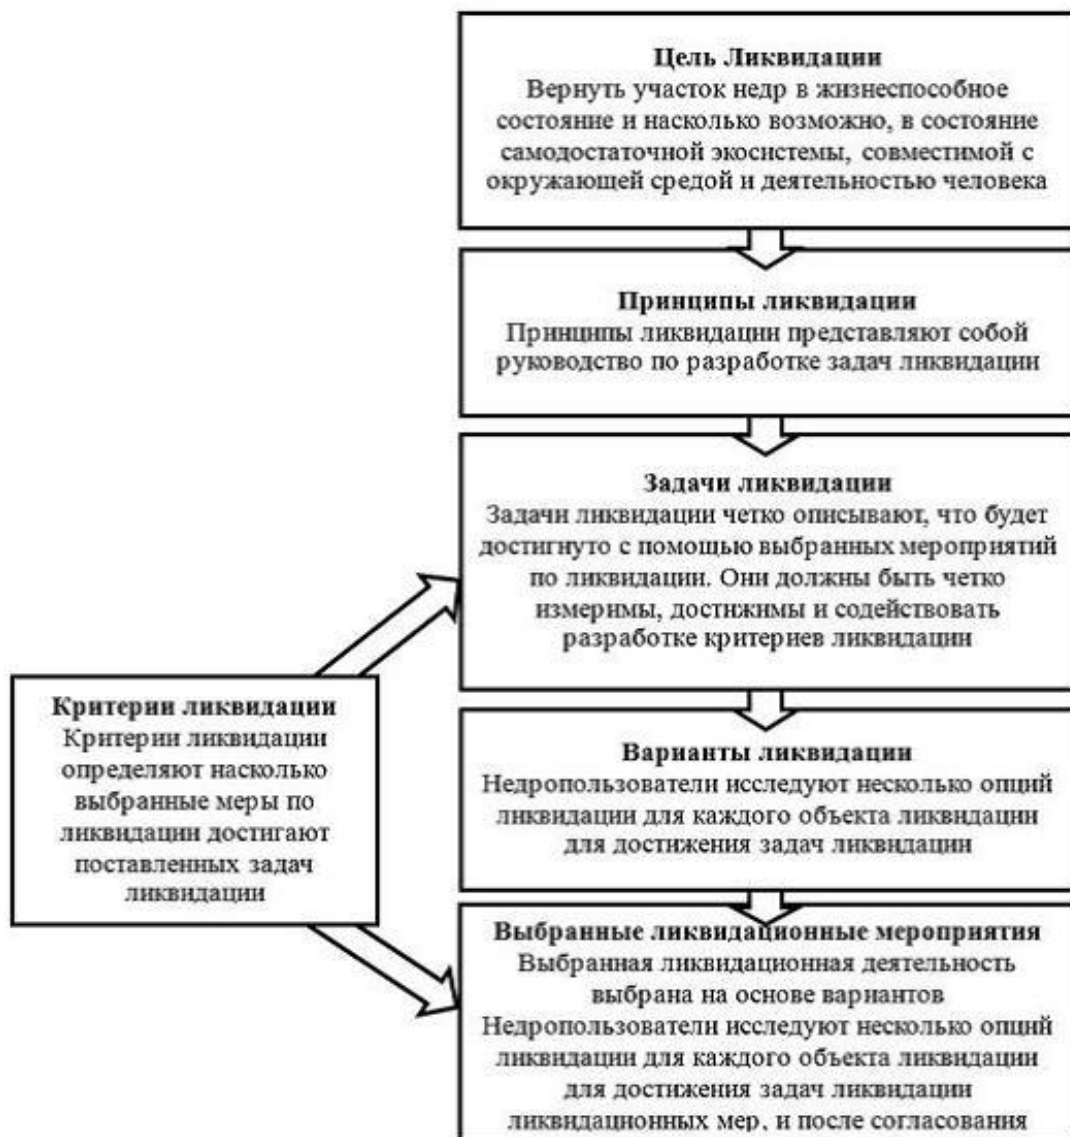 Цель Ликвидации
Вернуть участок недр в жизнеспособное
состояние и насколько возможно, в состояние
самодостаточной экосистемы, совместимой с
окружающей средой и деятельностью человека
Принципы ликвидации
Принципы ликвидации представляют собой
руководство по разработке задач ликвидации
Задачи ликвидации
Задачи ликвидации четко описывают, что будет
достигнуто с помощью выбранных мероприятий
по ликвидации. Они должны быть четко
измеримы, достижимы и содействовать
разработке критериев ликвидации
Критерии ликвидации
Критерии ликвидации
определяют насколько
выбранные меры по
ликвидации достигают
поставленных задач
ликвидации
Варианты ликвидации
Недропользователи исследуют несколько опций
ликвидации для каждого объекта ликвидации
для достижения задач ликвидации
Выбранные ликвидационные мероприятия
Выбранная ликвидационная деятельность
выбрана на основе вариантов
Недропользователи исследуют несколько опций
ликвидации для каждого объекта ликвидации
для достижения задач ликвидации
ликвидационных мер, и после согласования